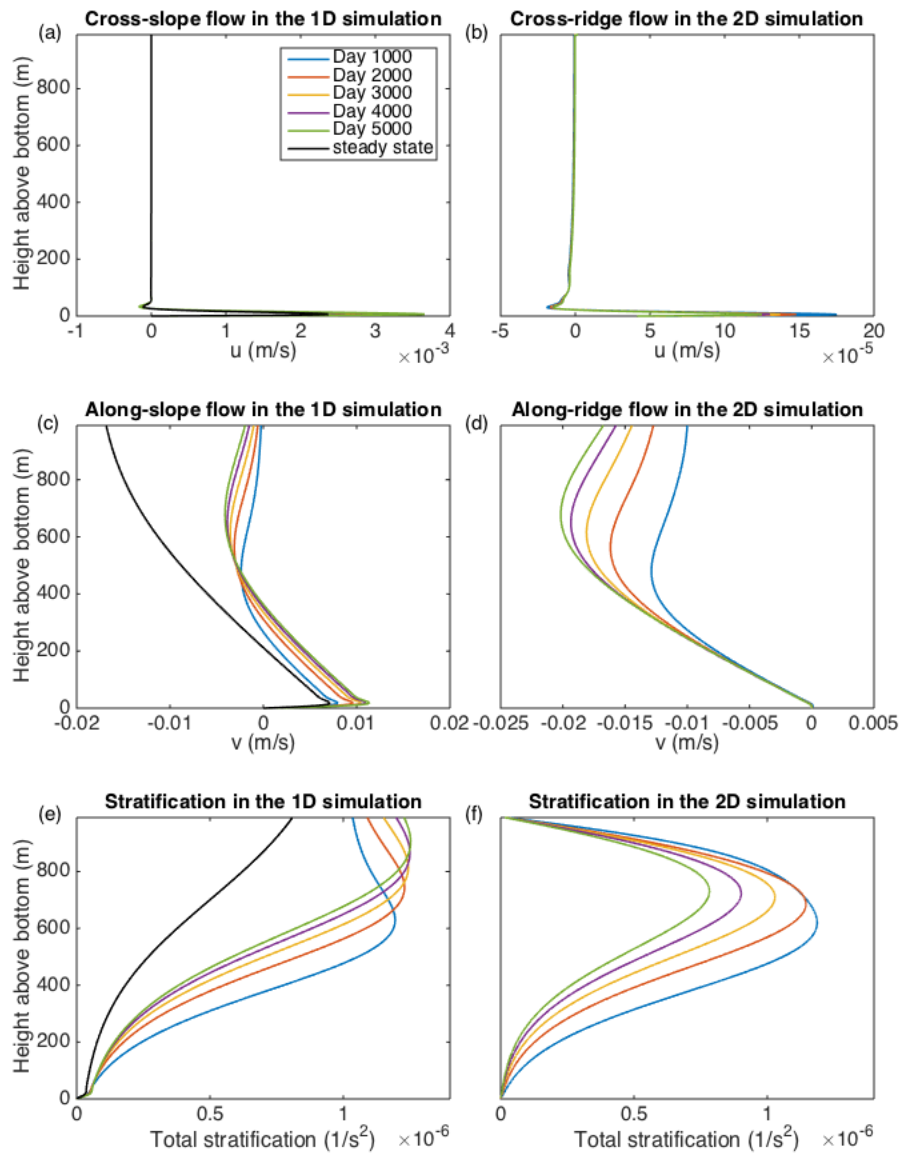 Cross-slope flow in the 1D simulation
Cross-ridge flow in the 2D simulation
(a)
(b)
Height above bottom (m)
800
600
400
200
0
Day 1000
Day 2000
Day 3000
Day 4000
Day 5000
steady state
-1 0 1 2 3 4
u (m/s)
×10⁻³
-5 0 5 10 15 20
u (m/s)
×10⁻⁵
Along-slope flow in the 1D simulation
Along-ridge flow in the 2D simulation
(c)
(d)
Height above bottom (m)
800
600
400
200
0
-0.02 -0.01 0 0.01 0.02
v (m/s)
-0.025 -0.02 -0.015 -0.01 -0.005 0 0.005
v (m/s)
Stratification in the 1D simulation
Stratification in the 2D simulation
(e)
(f)
Height above bottom (m)
800
600
400
200
0
0 0.5 1
Total stratification (1/s²)
×10⁻⁶
0 0.5 1
Total stratification (1/s²)
×10⁻⁶